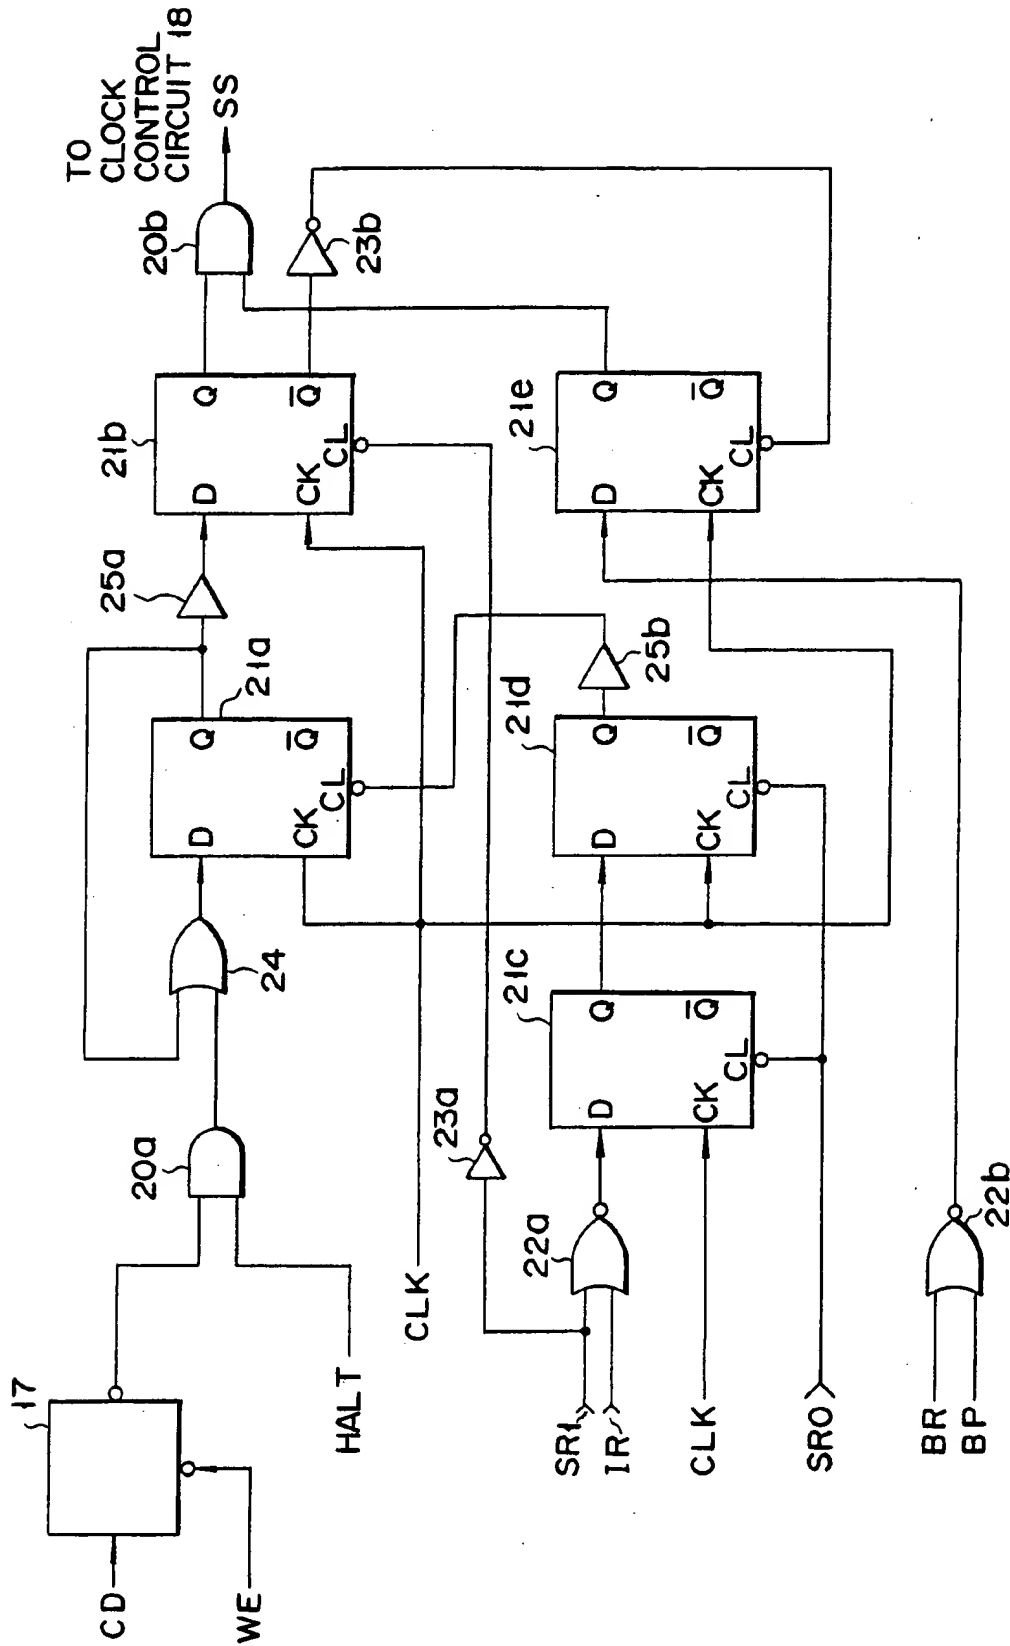 CD
WE
17
HALT
20a
24
D
CK
CL
Q
Q̅
21a
25a
21b
D
CK
CL
Q
Q̅
20b
23b
TO
CLOCK
CONTROL
CIRCUIT 18
SS
CLK
23a
SR1
IR
22a
CLK
SRO
21c
D
CK
CL
Q
Q̅
21d
D
CK
CL
Q
Q̅
25b
21e
D
CK
CL
Q
Q̅
BR
BP
22b